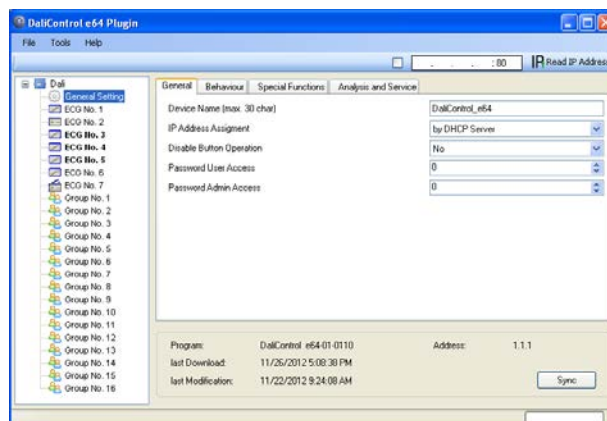 DaliControl e64 Plugin
File Tools Help
. . . :80 Read IP Address
Dali
General Setting
ECG No. 1
ECG No. 2
ECG No. 3
ECG No. 4
ECG No. 5
ECG No. 6
ECG No. 7
Group No. 1
Group No. 2
Group No. 3
Group No. 4
Group No. 5
Group No. 6
Group No. 7
Group No. 8
Group No. 9
Group No. 10
Group No. 11
Group No. 12
Group No. 13
Group No. 14
Group No. 15
Group No. 16
General Behaviour Special Functions Analysis and Service
Device Name (max. 30 char) DaliControl_e64
IP Address Assigment by DHCP Server
Disable Button Operation No
Password User Access 0
Password Admin Access 0
Program: DaliControl e64-01-0110 Address: 1.1.1
last Download: 11/26/2012 5:08:38 PM
last Modification: 11/22/2012 9:24:08 AM
Sync